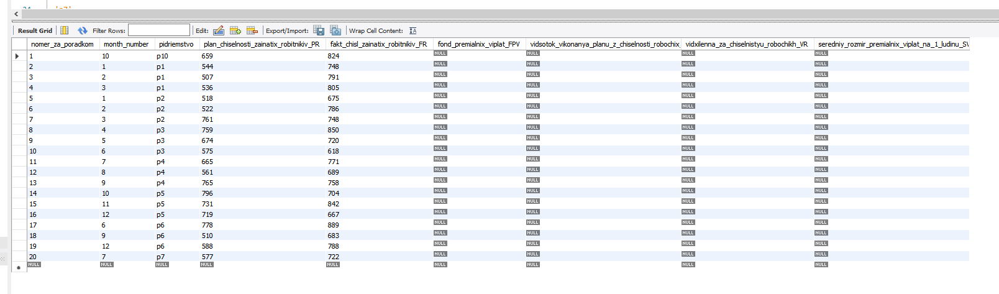 Result Grid Filter Rows: Edit: Export/Import: Wrap Cell Content: IA
nomer_za_poradkom month_number pidriemstvo plan_chiselnosti_zainatix_robitnikiv_PR fakt_chisl_zainatix_robitnikiv_FR fond_premialnix_viplat_FPV vidsotok_vikonanya_planu_z_chiselnosti_robochix_ vidxilenna_za_chiselnistyu_robochikh_VR seredniy_rozmir_premialnix_viplat_na_1_ludinu_S
1 10 p10 659 824 NULL NULL NULL NULL
2 1 p1 544 748 NULL NULL NULL NULL
3 2 p1 507 791 NULL NULL NULL NULL
4 3 p1 536 805 NULL NULL NULL NULL
5 1 p2 518 675 NULL NULL NULL NULL
6 2 p2 522 786 NULL NULL NULL NULL
7 3 p2 761 748 NULL NULL NULL NULL
8 4 p3 759 850 NULL NULL NULL NULL
9 5 p3 674 720 NULL NULL NULL NULL
10 6 p3 575 618 NULL NULL NULL NULL
11 7 p4 665 771 NULL NULL NULL NULL
12 8 p4 561 689 NULL NULL NULL NULL
13 9 p4 765 758 NULL NULL NULL NULL
14 10 p5 796 704 NULL NULL NULL NULL
15 11 p5 731 842 NULL NULL NULL NULL
16 12 p5 719 667 NULL NULL NULL NULL
17 6 p6 778 889 NULL NULL NULL NULL
18 9 p6 510 683 NULL NULL NULL NULL
19 12 p6 588 788 NULL NULL NULL NULL
20 7 p7 577 722 NULL NULL NULL NULL
NULL NULL NULL NULL NULL NULL NULL NULL NULL